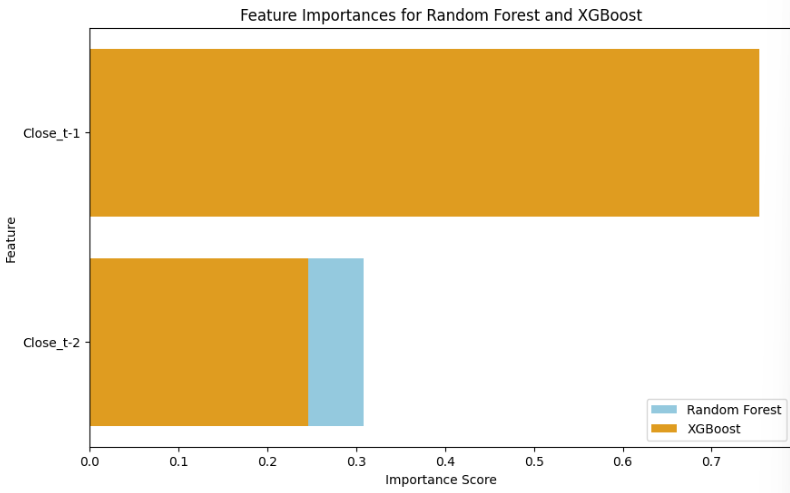 Feature Importances for Random Forest and XGBoost
Close_t-1
Feature
Close_t-2
Random Forest
XGBoost
0.0 0.1 0.2 0.3 0.4 0.5 0.6 0.7
Importance Score